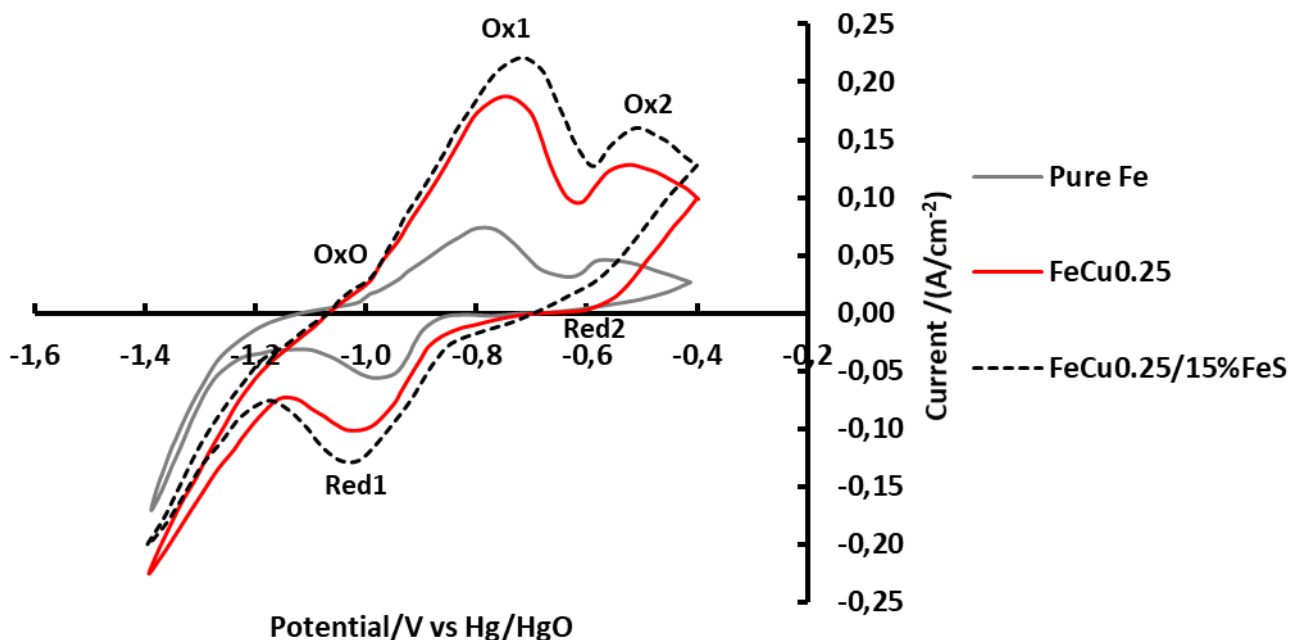 Ox1
Ox2
OxO
Red1
Red2
0,25
0,20
0,15
0,10
0,05
0,00
-0,05
-0,10
-0,15
-0,20
-0,25
-1,6
-1,4
-1,2
-1,0
-0,8
-0,6
-0,4
-0,2
Current /(A/cm-2)
Potential/V vs Hg/HgO
Pure Fe
FeCu0.25
FeCu0.25/15%FeS